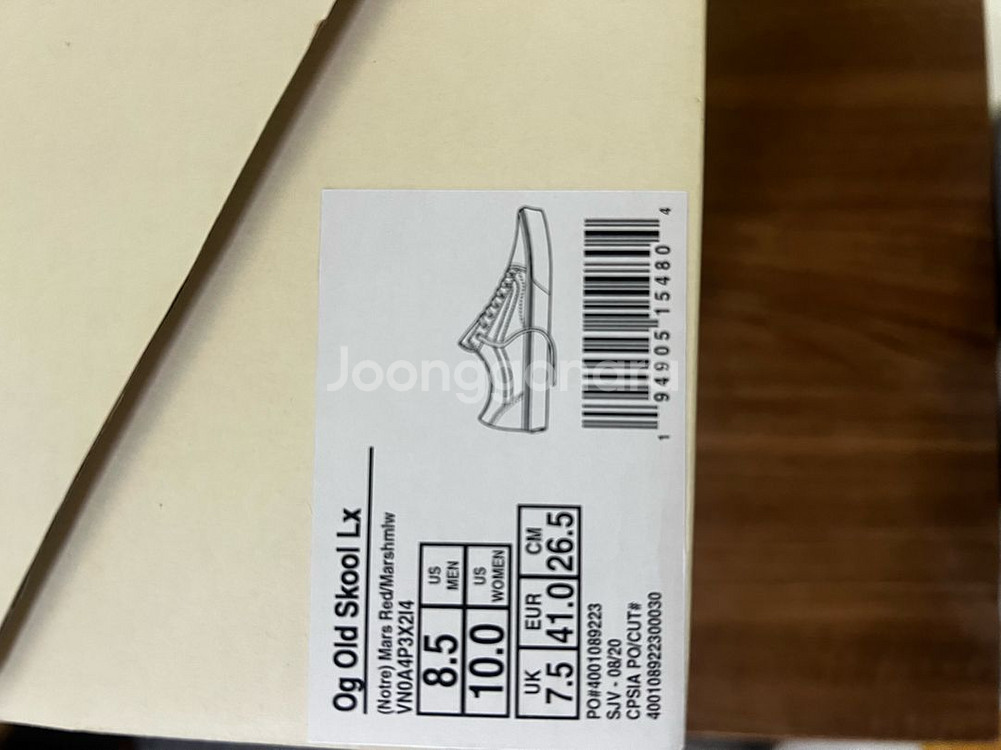 Og Old Skool Lx
(Notre) Mars Red/Marshmlw
VN0A4P3X2I4
8.5 US MEN
10.0 US WOMEN
UK EUR CM
7.5 41.0 26.5
PO#4001089223
SJV - 08/20
CPSIA PO/CUT#
400108922300030
1 94905 15480 4
Joonggonara